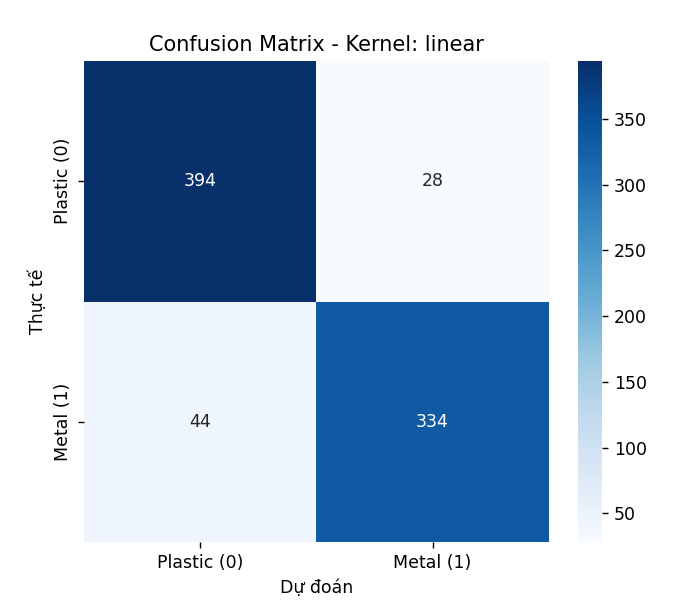 Confusion Matrix - Kernel: linear
Thực tế
Plastic (0)
394
28
Metal (1)
44
334
Plastic (0)
Metal (1)
Dự đoán
350
300
250
200
150
100
50